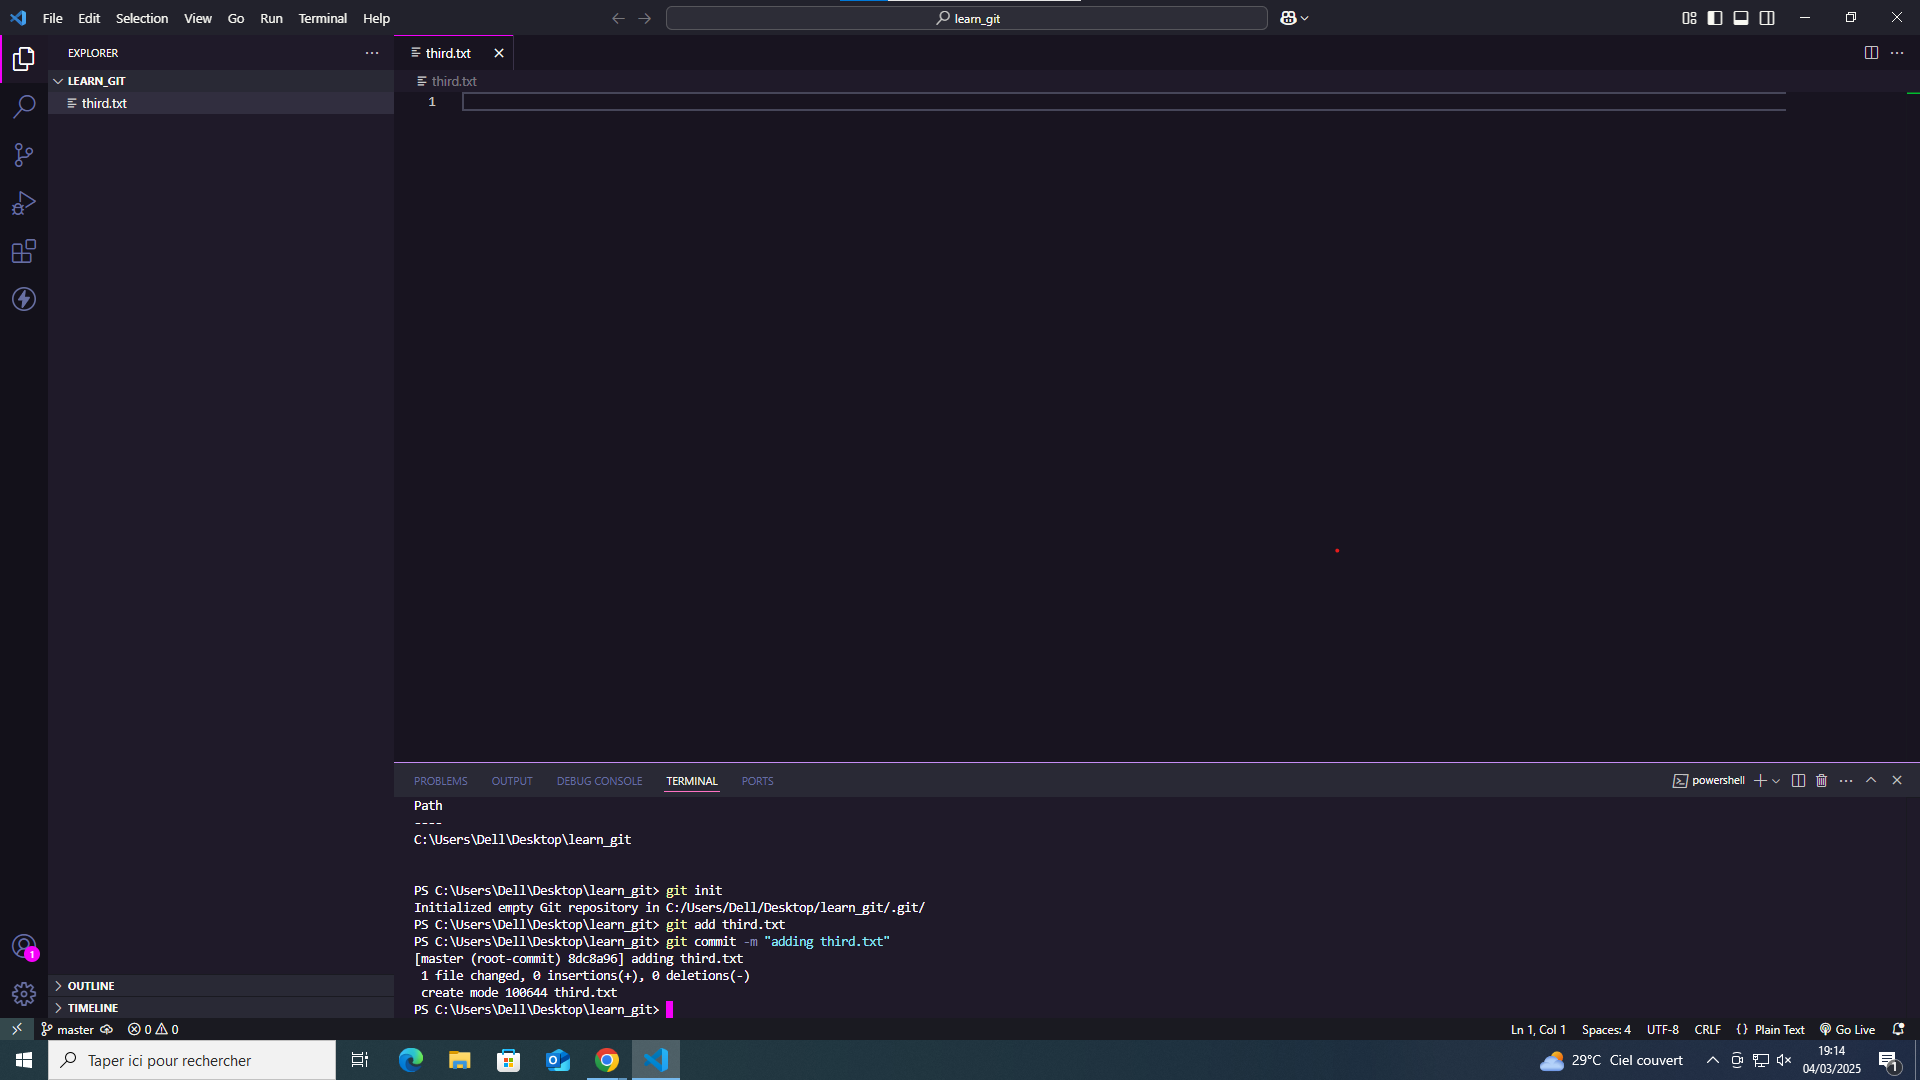 File Edit Selection View Go Run Terminal Help
learn_git
EXPLORER
third.txt
LEARN_GIT
third.txt
third.txt
1
PROBLEMS OUTPUT DEBUG CONSOLE TERMINAL PORTS
powershell
Path
----
C:\Users\Dell\Desktop\learn_git
PS C:\Users\Dell\Desktop\learn_git> git init
Initialized empty Git repository in C:/Users/Dell/Desktop/learn_git/.git/
PS C:\Users\Dell\Desktop\learn_git> git add third.txt
PS C:\Users\Dell\Desktop\learn_git> git commit -m "adding third.txt"
[master (root-commit) 8dc8a96] adding third.txt
1 file changed, 0 insertions(+), 0 deletions(-)
create mode 100644 third.txt
PS C:\Users\Dell\Desktop\learn_git>
1
OUTLINE
TIMELINE
master 0 0
Ln 1, Col 1 Spaces: 4 UTF-8 CRLF {} Plain Text Go Live
Taper ici pour rechercher
29°C Ciel couvert
19:14
04/03/2025
1